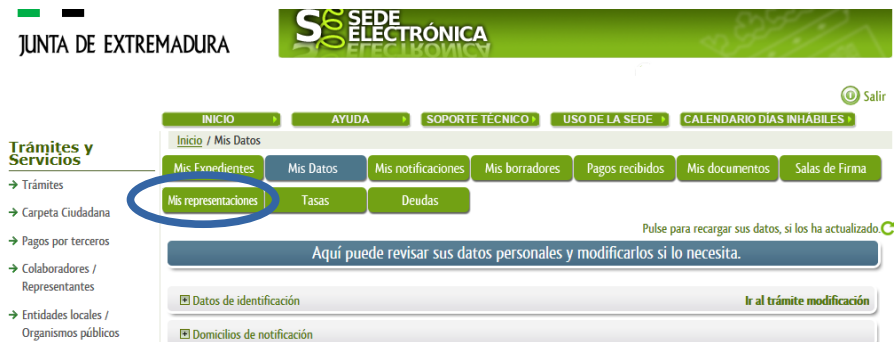 JUNTA DE EXTREMADURA
SEDE
ELECTRÓNICA
Salir
INICIO
AYUDA
SOPORTE TÉCNICO
USO DE LA SEDE
CALENDARIO DÍAS INHÁBILES
Trámites y
Servicios
Trámites
Carpeta Ciudadana
Pagos por terceros
Colaboradores /
Representantes
Entidades locales /
Organismos públicos
Inicio / Mis Datos
Mis Expedientes
Mis Datos
Mis notificaciones
Mis borradores
Pagos recibidos
Mis documentos
Salas de Firma
Mis representaciones
Tasas
Deudas
Pulse para recargar sus datos, si los ha actualizado.
Aquí puede revisar sus datos personales y modificarlos si lo necesita.
Datos de identificación
Ir al trámite modificación
Domicilios de notificación